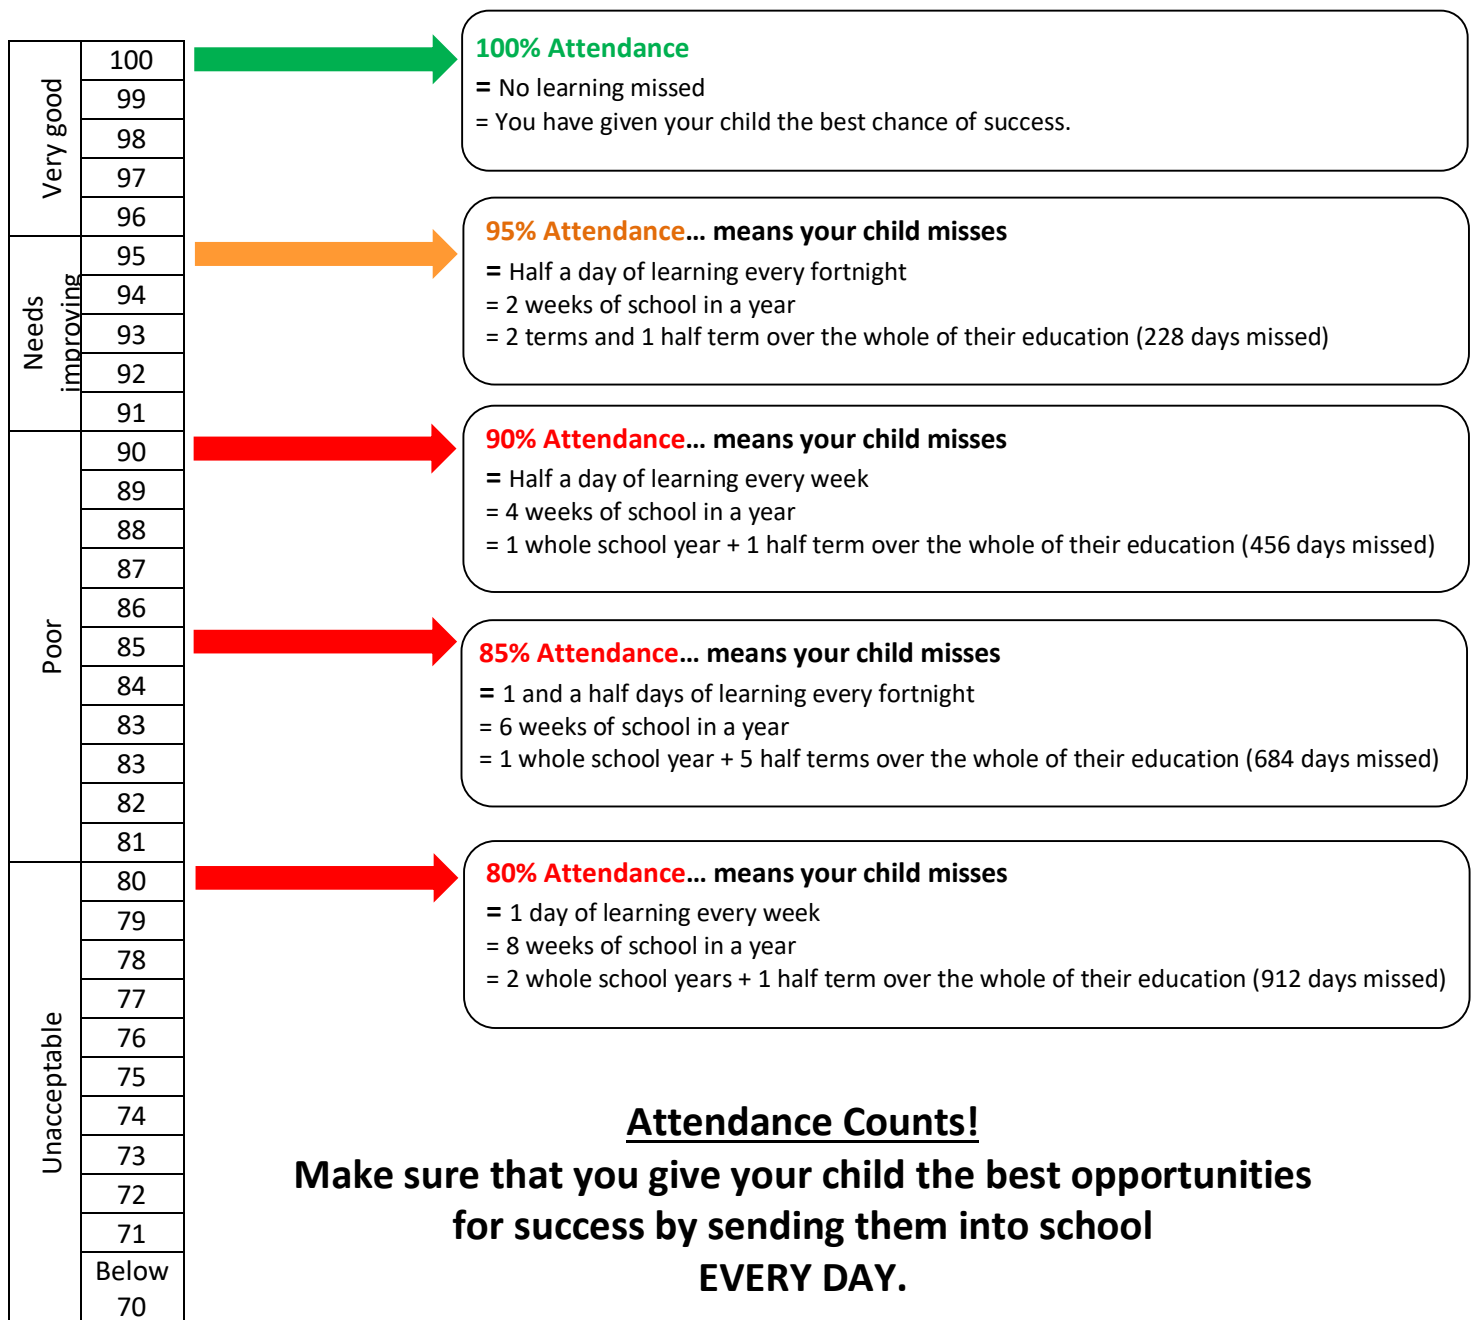 Very good
100
99
98
97
96
Needs
improving
95
94
93
92
91
Poor
90
89
88
87
86
85
84
83
83
82
81
Unacceptable
80
79
78
77
76
75
74
73
72
71
Below
70
100% Attendance
= No learning missed
= You have given your child the best chance of success.
95% Attendance… means your child misses
= Half a day of learning every fortnight
= 2 weeks of school in a year
= 2 terms and 1 half term over the whole of their education (228 days missed)
90% Attendance… means your child misses
= Half a day of learning every week
= 4 weeks of school in a year
= 1 whole school year + 1 half term over the whole of their education (456 days missed)
85% Attendance… means your child misses
= 1 and a half days of learning every fortnight
= 6 weeks of school in a year
= 1 whole school year + 5 half terms over the whole of their education (684 days missed)
80% Attendance… means your child misses
= 1 day of learning every week
= 8 weeks of school in a year
= 2 whole school years + 1 half term over the whole of their education (912 days missed)
Attendance Counts!
Make sure that you give your child the best opportunities
for success by sending them into school
EVERY DAY.